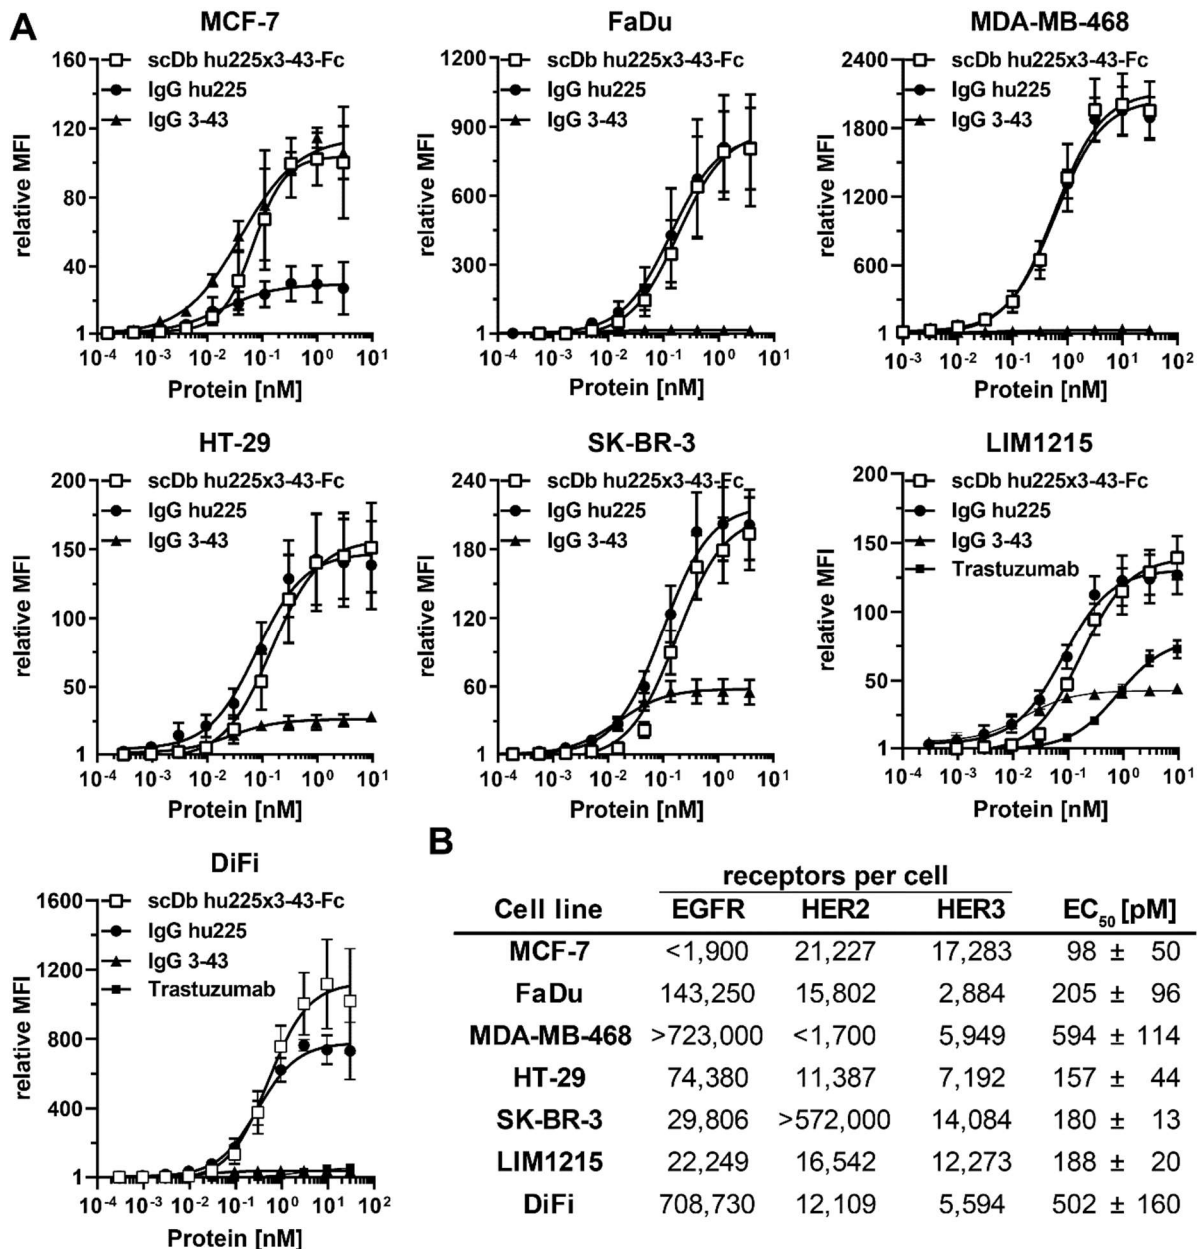 A
MCF-7
FaDu
MDA-MB-468
160
120
80
40
1
relative MFI
scDb hu225x3-43-Fc
IgG hu225
IgG 3-43
10-4 10-3 10-2 10-1 100 101
Protein [nM]
1200
900
600
300
1
relative MFI
scDb hu225x3-43-Fc
IgG hu225
IgG 3-43
10-4 10-3 10-2 10-1 100 101
Protein [nM]
2400
1800
1200
600
1
relative MFI
scDb hu225x3-43-Fc
IgG hu225
IgG 3-43
10-3 10-2 10-1 100 101 102
Protein [nM]
HT-29
SK-BR-3
LIM1215
200
150
100
50
1
relative MFI
scDb hu225x3-43-Fc
IgG hu225
IgG 3-43
10-4 10-3 10-2 10-1 100 101
Protein [nM]
240
180
120
60
1
relative MFI
scDb hu225x3-43-Fc
IgG hu225
IgG 3-43
10-4 10-3 10-2 10-1 100 101
Protein [nM]
200
150
100
50
1
relative MFI
scDb hu225x3-43-Fc
IgG hu225
IgG 3-43
Trastuzumab
10-4 10-3 10-2 10-1 100 101
Protein [nM]
DiFi
1600
1200
800
400
1
relative MFI
scDb hu225x3-43-Fc
IgG hu225
IgG 3-43
Trastuzumab
10-4 10-3 10-2 10-1 100 101 102
Protein [nM]
B
receptors per cell
Cell line EGFR HER2 HER3 EC50 [pM]
MCF-7 <1,900 21,227 17,283 98 ± 50
FaDu 143,250 15,802 2,884 205 ± 96
MDA-MB-468 >723,000 <1,700 5,949 594 ± 114
HT-29 74,380 11,387 7,192 157 ± 44
SK-BR-3 29,806 >572,000 14,084 180 ± 13
LIM1215 22,249 16,542 12,273 188 ± 20
DiFi 708,730 12,109 5,594 502 ± 160